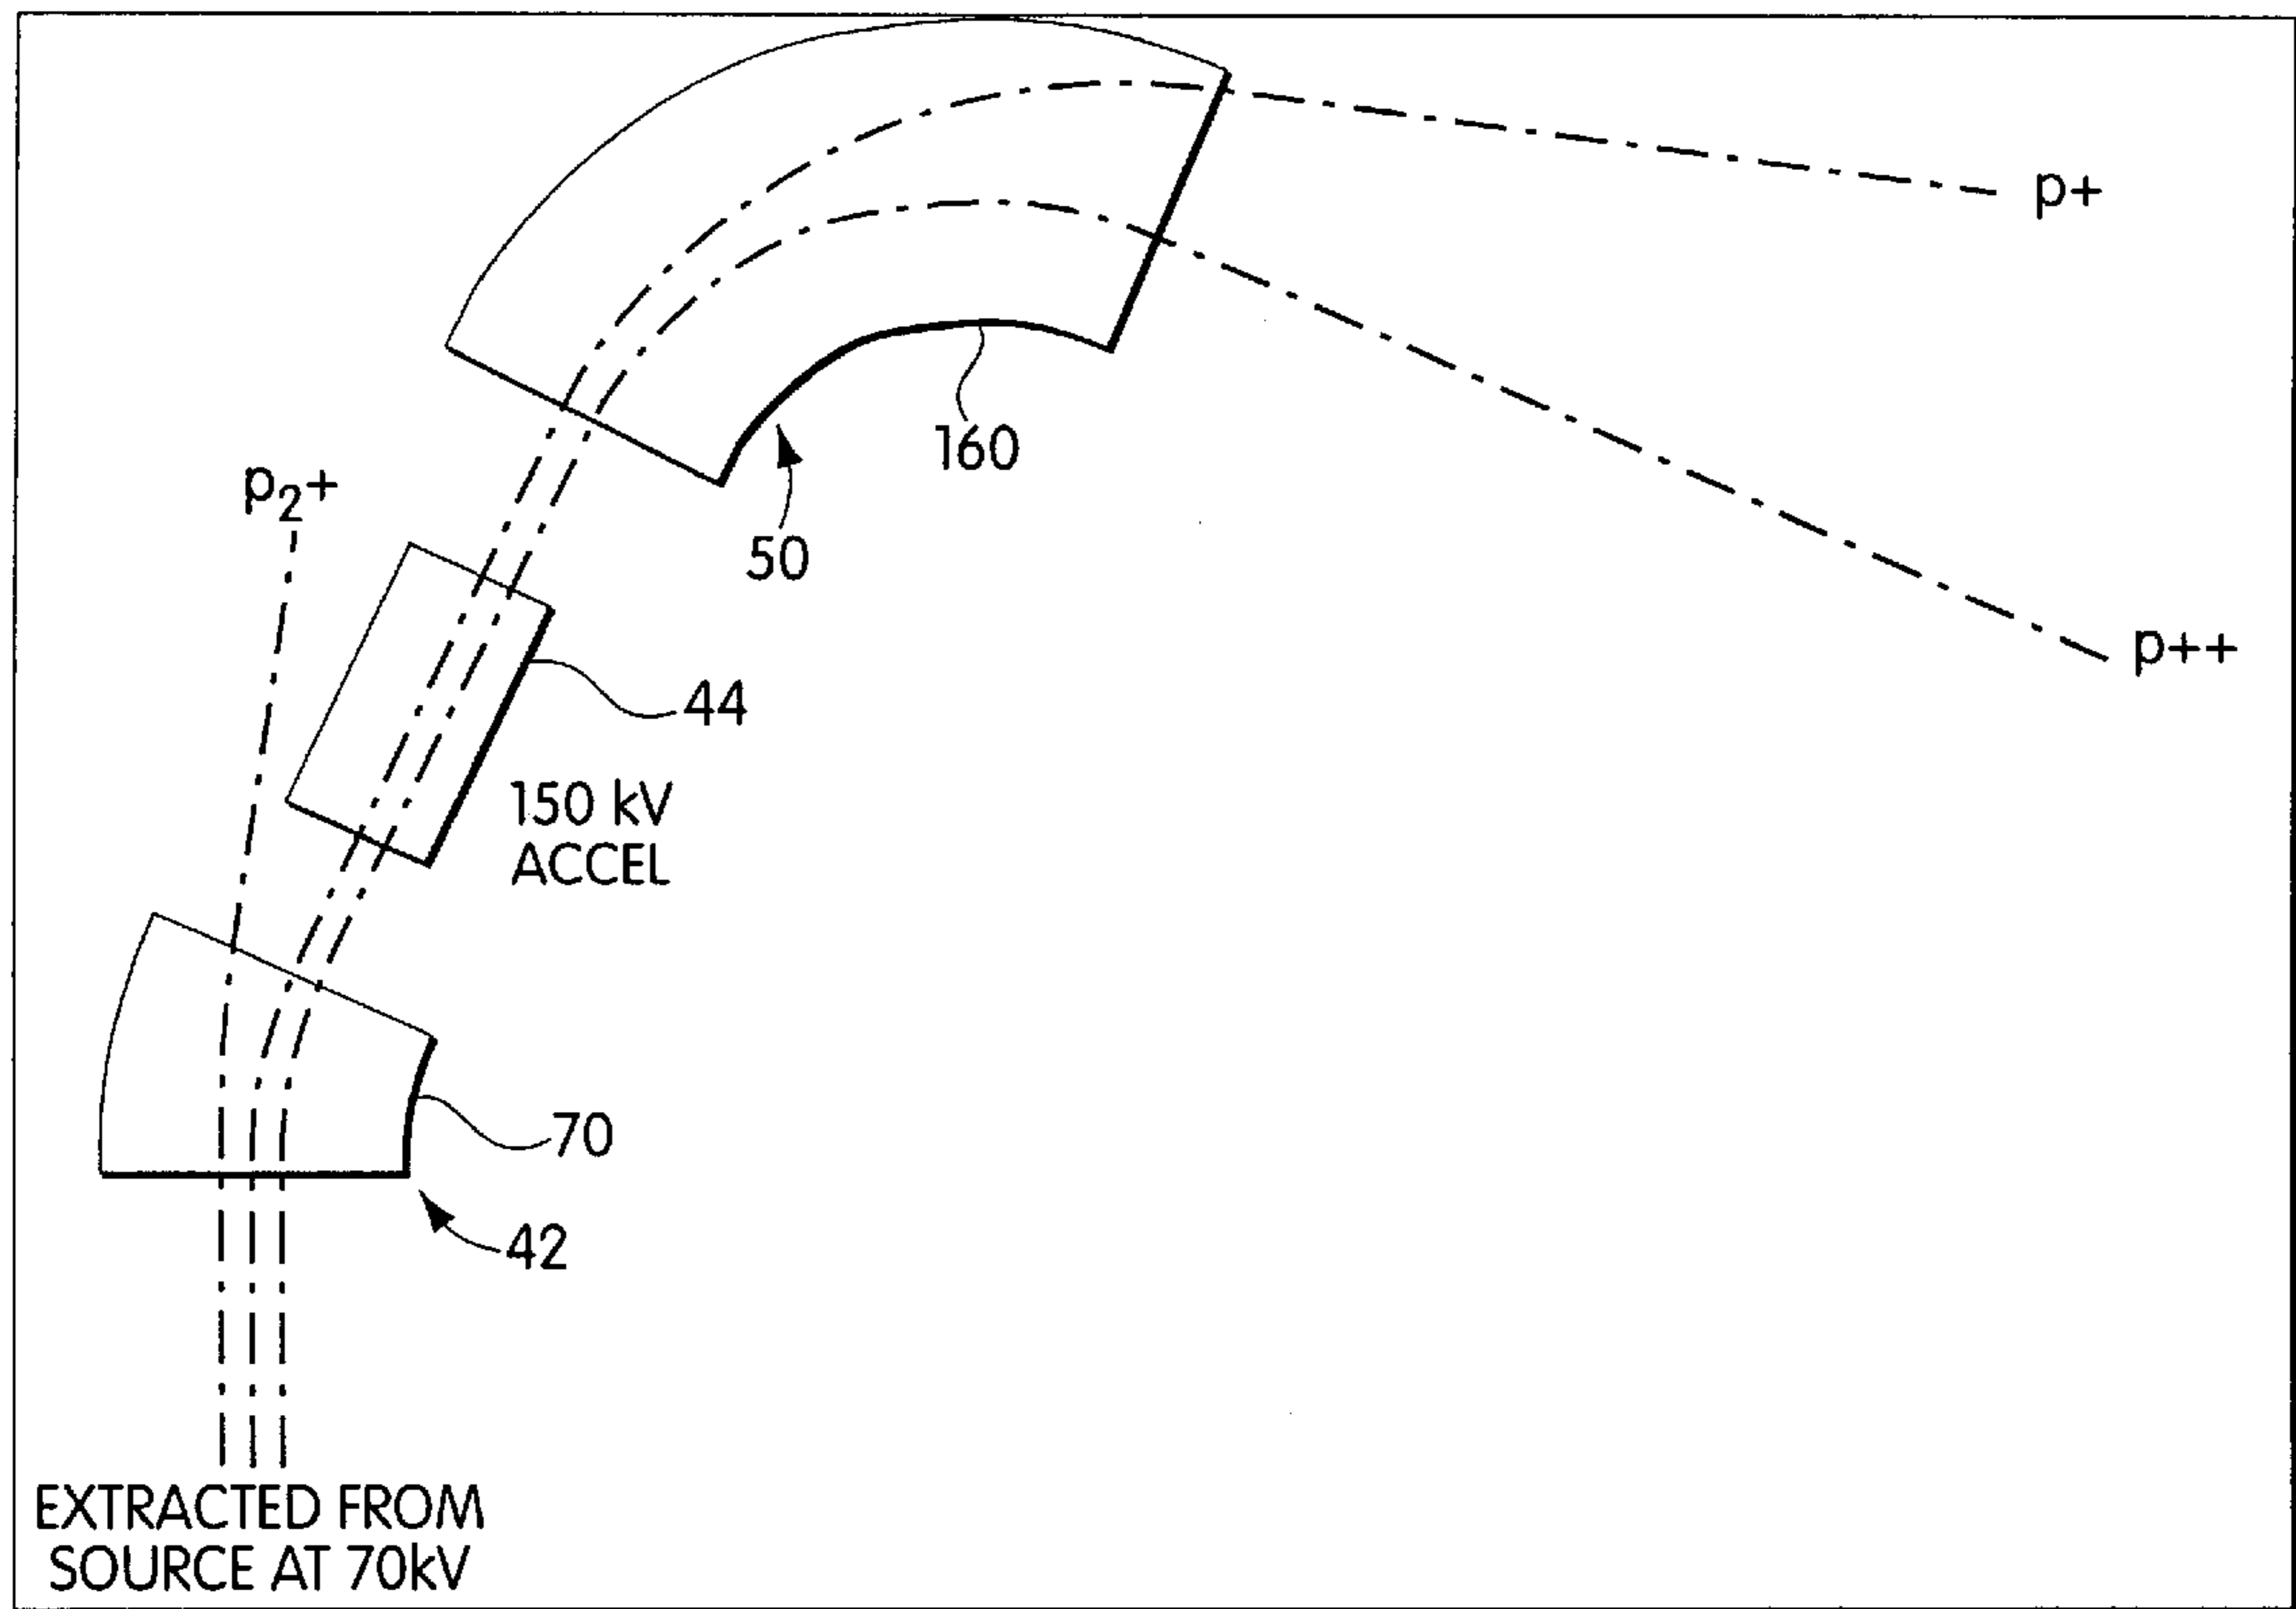 p+
160
p₂+
50
p++
44
150 kV
ACCEL
70
42
EXTRACTED FROM
SOURCE AT 70kV